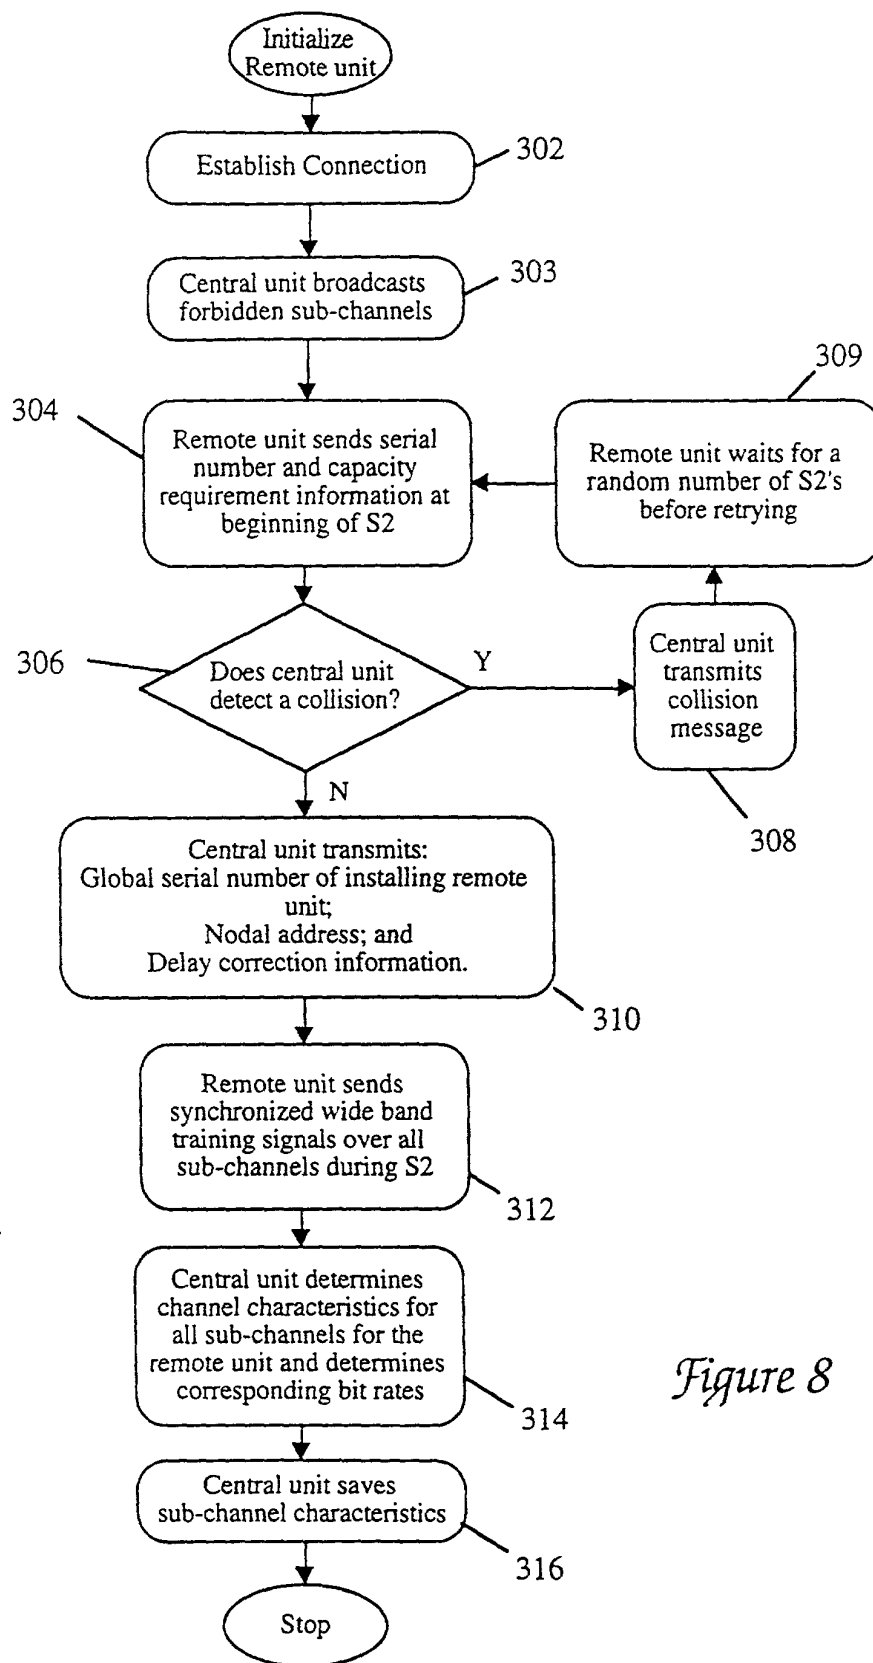 Initialize
Remote unit
302
Establish Connection
303
Central unit broadcasts
forbidden sub-channels
309
304
Remote unit sends serial
number and capacity
requirement information at
beginning of S2
Remote unit waits for a
random number of S2's
before retrying
306
Does central unit
detect a collision?
Y
Central unit
transmits
collision
message
N
308
Central unit transmits:
Global serial number of installing remote
unit;
Nodal address; and
Delay correction information.
310
Remote unit sends
synchronized wide band
training signals over all
sub-channels during S2
312
Central unit determines
channel characteristics for
all sub-channels for the
remote unit and determines
corresponding bit rates
314
Figure 8
Central unit saves
sub-channel characteristics
316
Stop